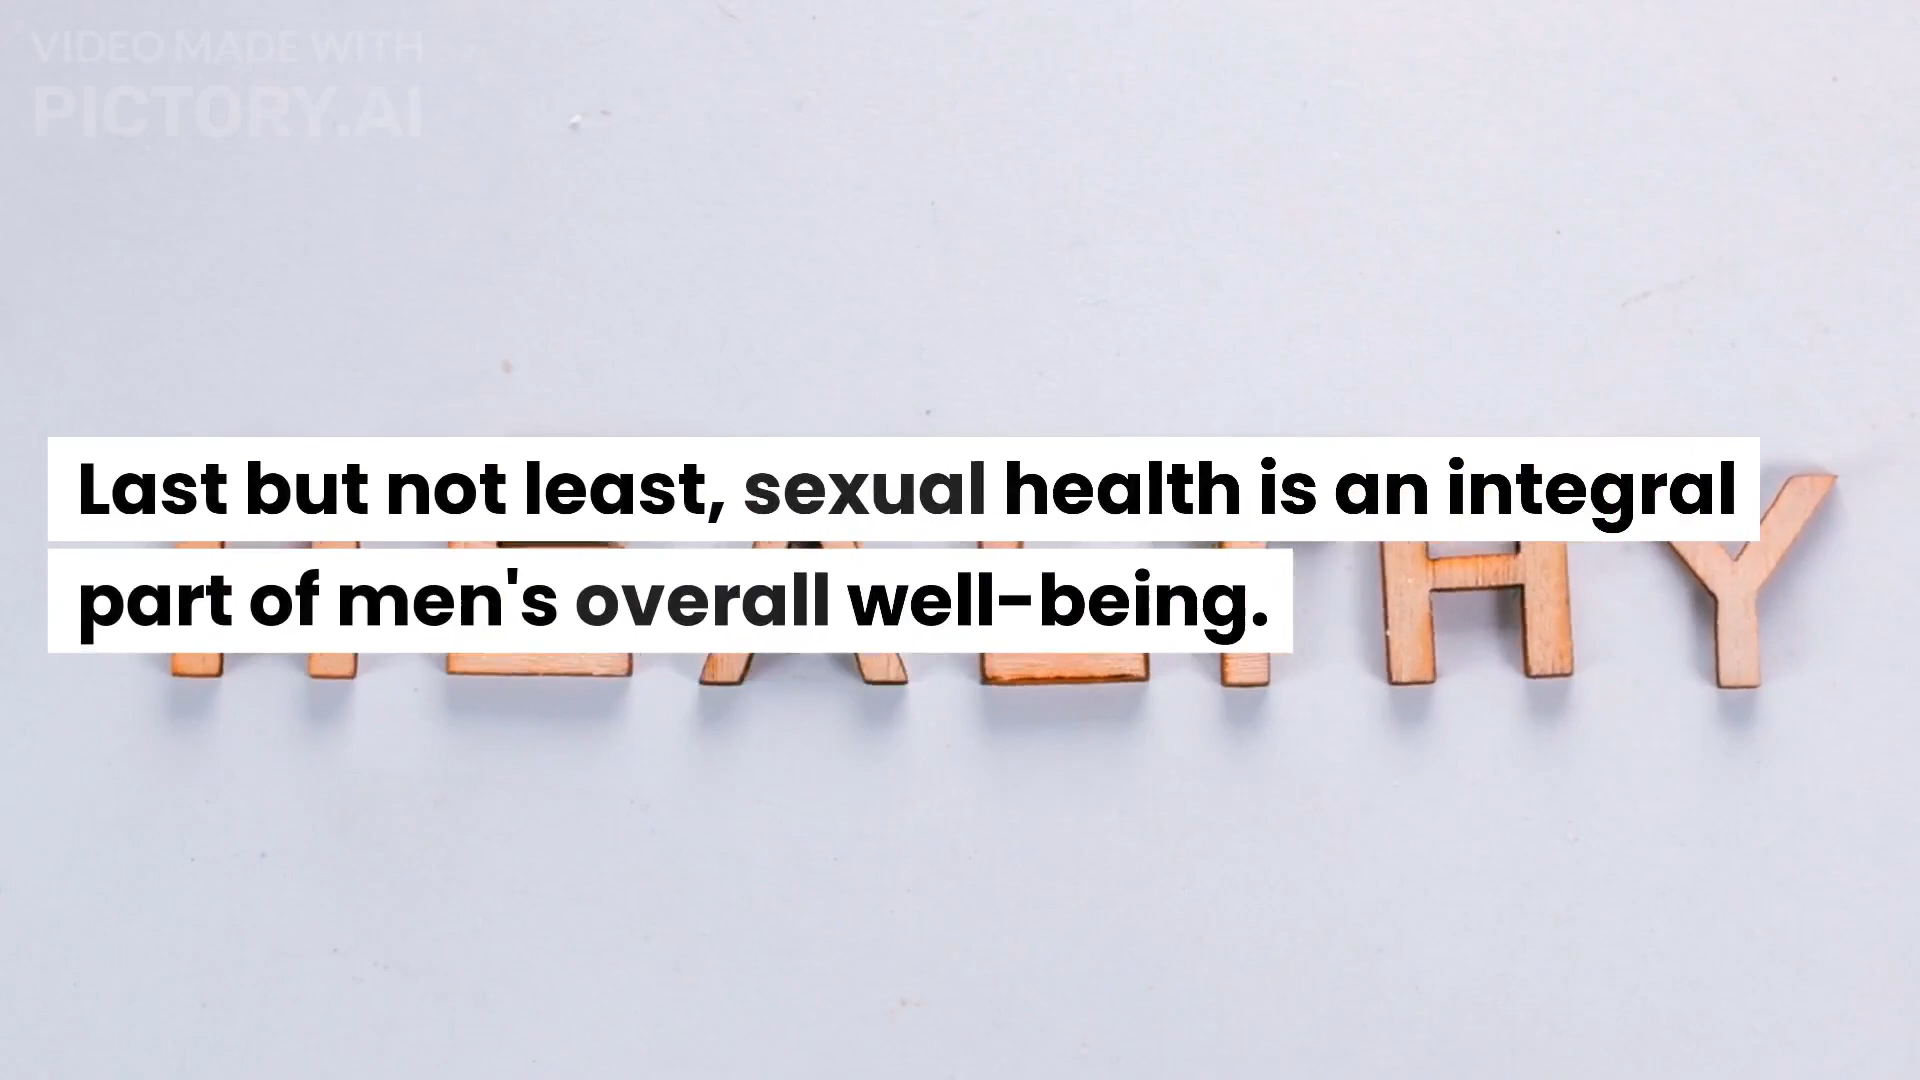 VIDEO MADE WITH
PICTORY.AI
Last but not least, sexual health is an integral
part of men's overall well-being.
HEALTHY